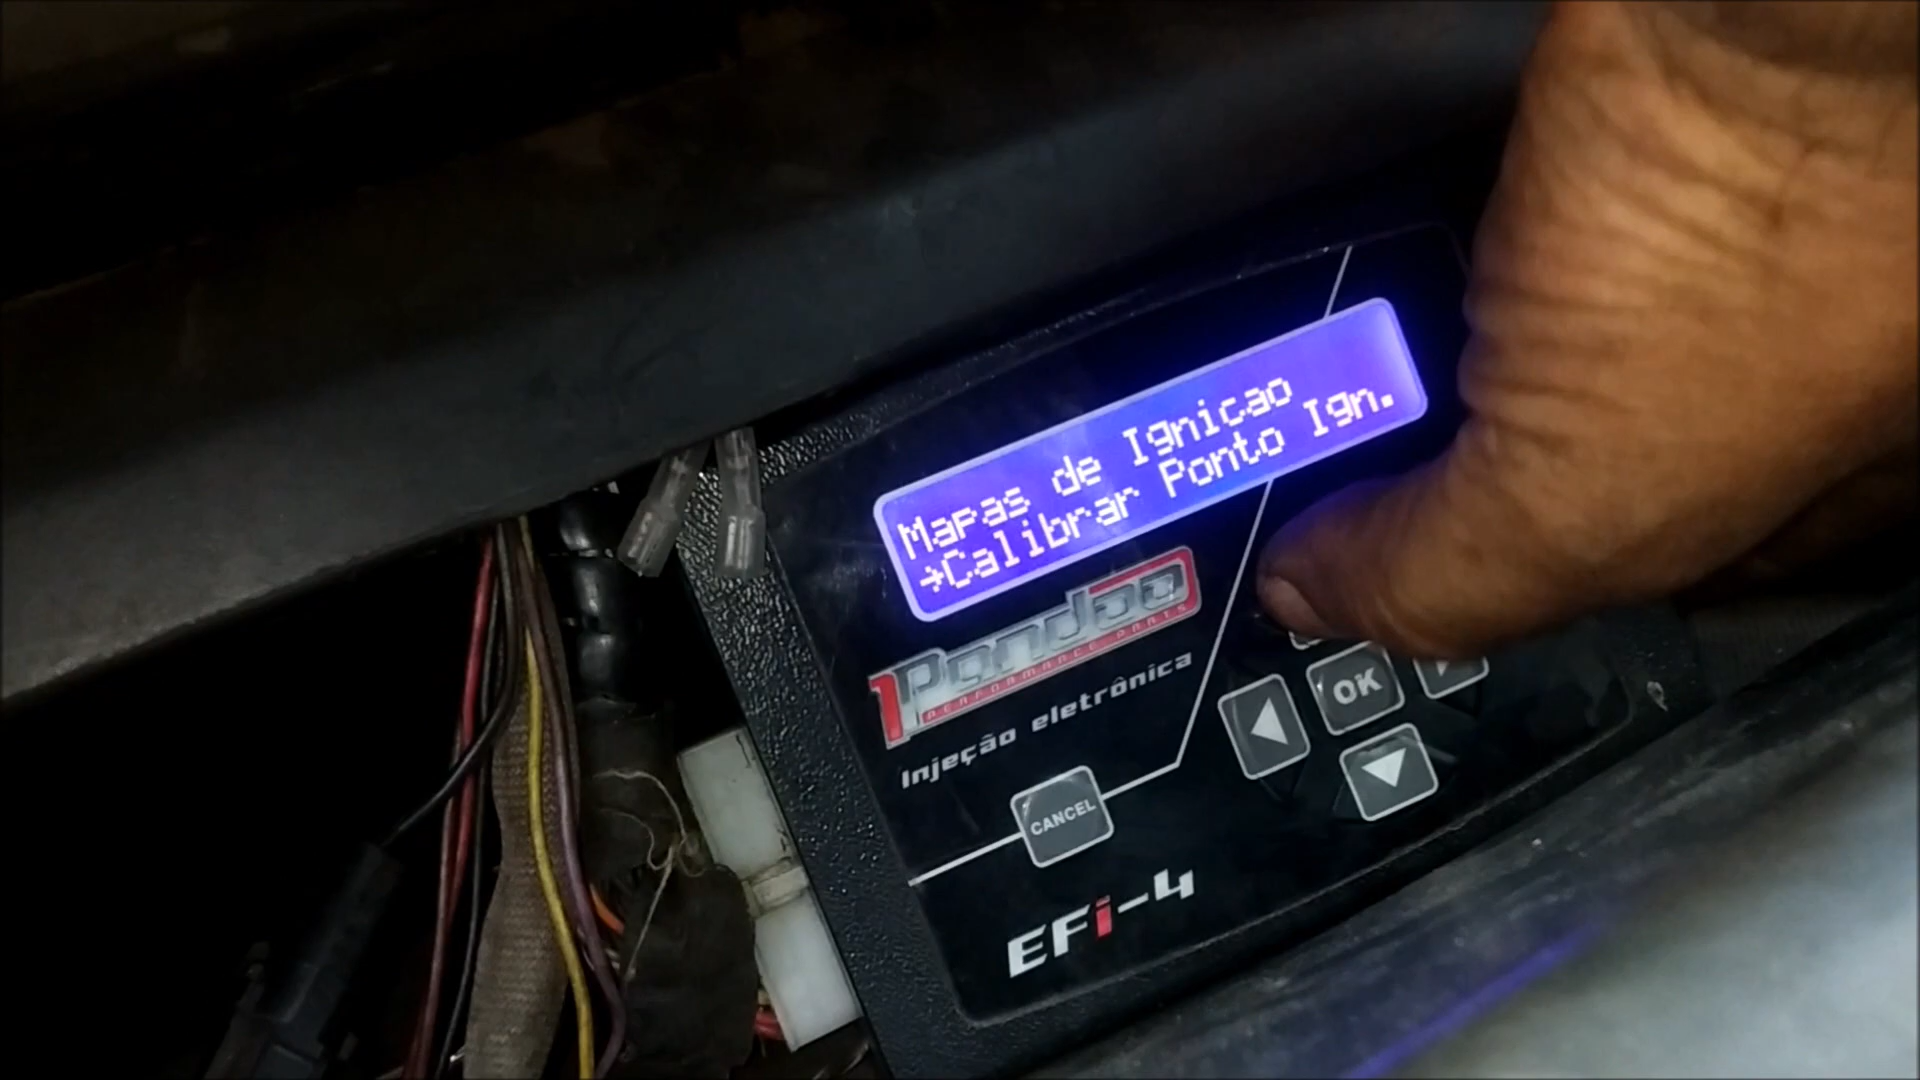 Mapas de Ignicao
→Calibrar Ponto Ign.
Pandoo
PERFORMANCE PARTS
Injeção eletrônica
OK
CANCEL
EFi-4